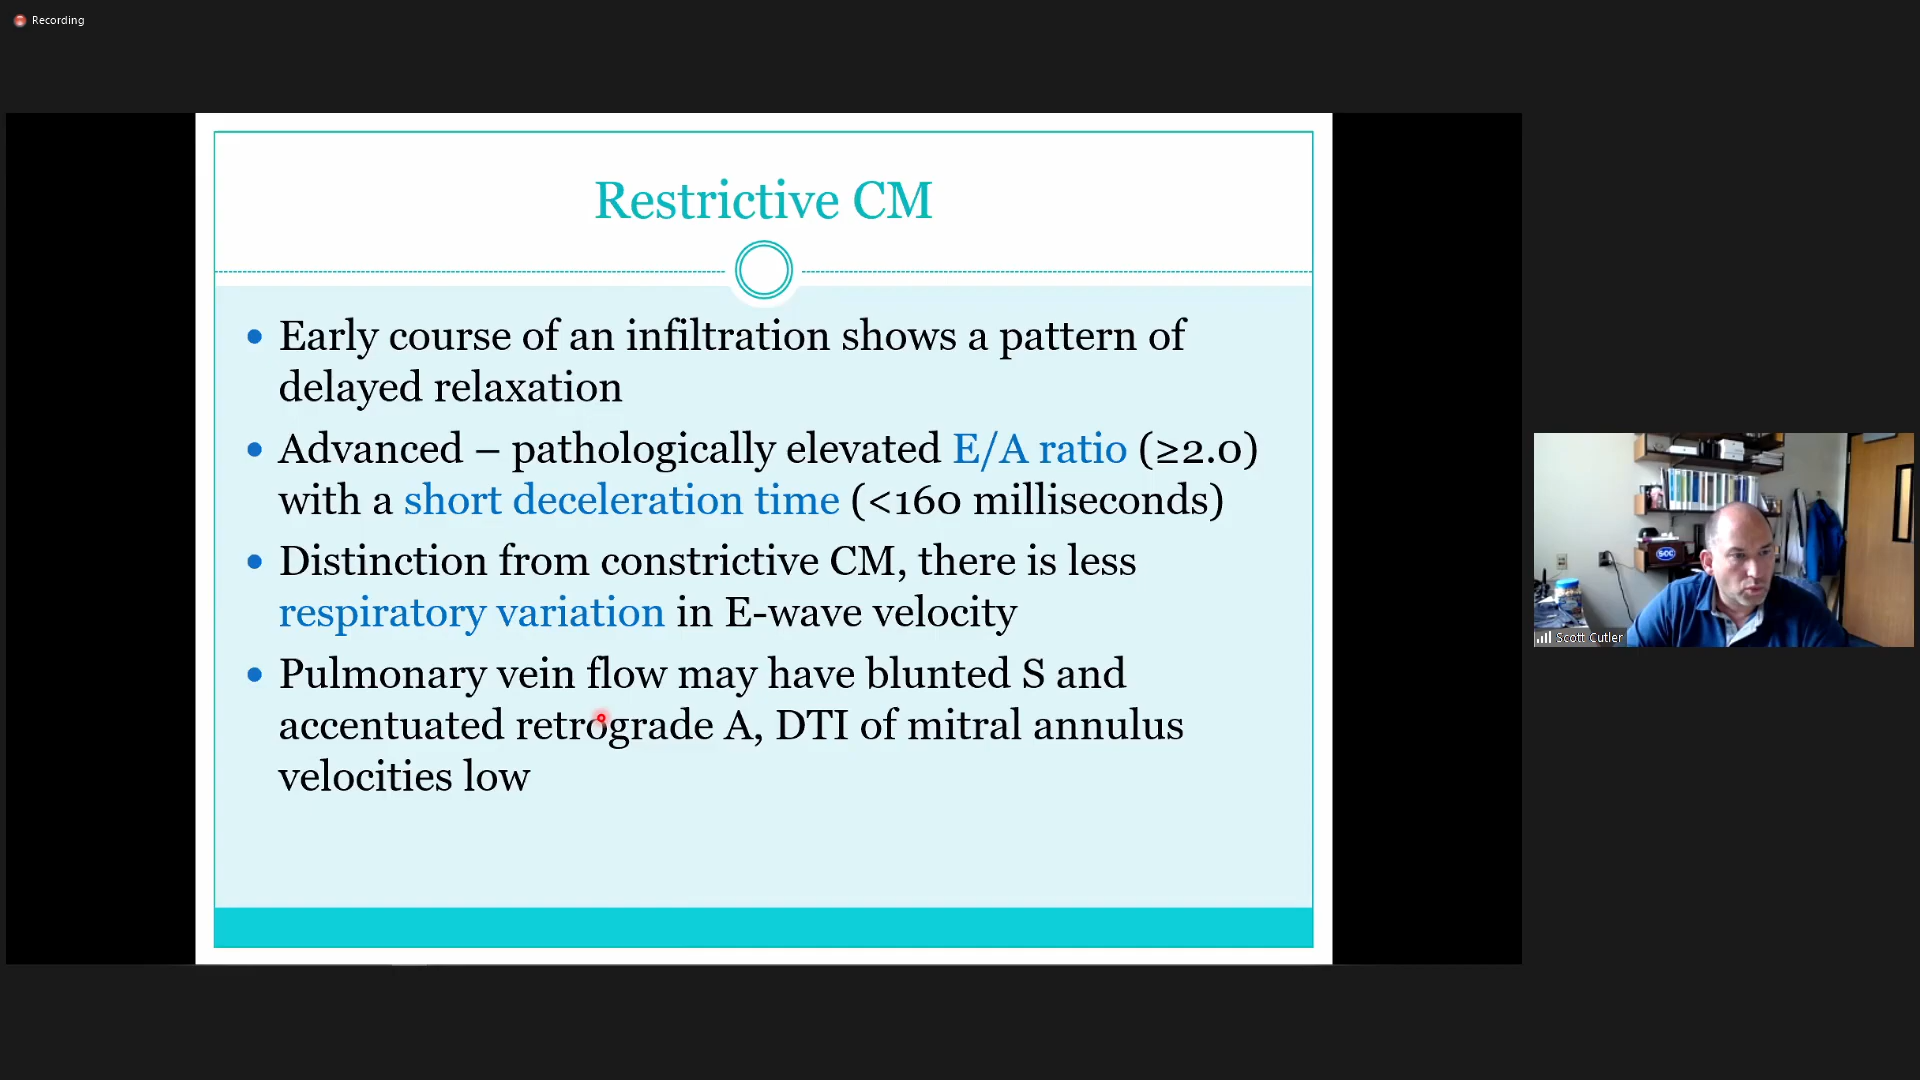 Recording
Restrictive CM
• Early course of an infiltration shows a pattern of
delayed relaxation
• Advanced – pathologically elevated E/A ratio (≥2.0)
with a short deceleration time (<160 milliseconds)
• Distinction from constrictive CM, there is less
respiratory variation in E-wave velocity
• Pulmonary vein flow may have blunted S and
accentuated retrograde A, DTI of mitral annulus
velocities low
SCC
Scott Cutler